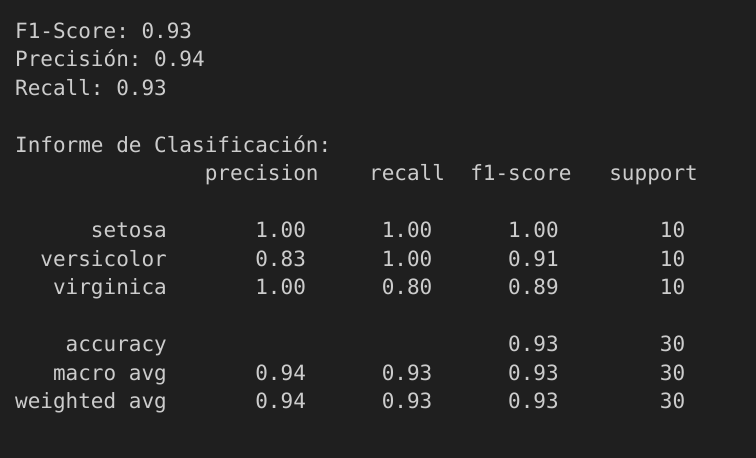 F1-Score: 0.93
Precisión: 0.94
Recall: 0.93
Informe de Clasificación:
precision recall f1-score support
setosa 1.00 1.00 1.00 10
versicolor 0.83 1.00 0.91 10
virginica 1.00 0.80 0.89 10
accuracy 0.93 30
macro avg 0.94 0.93 0.93 30
weighted avg 0.94 0.93 0.93 30